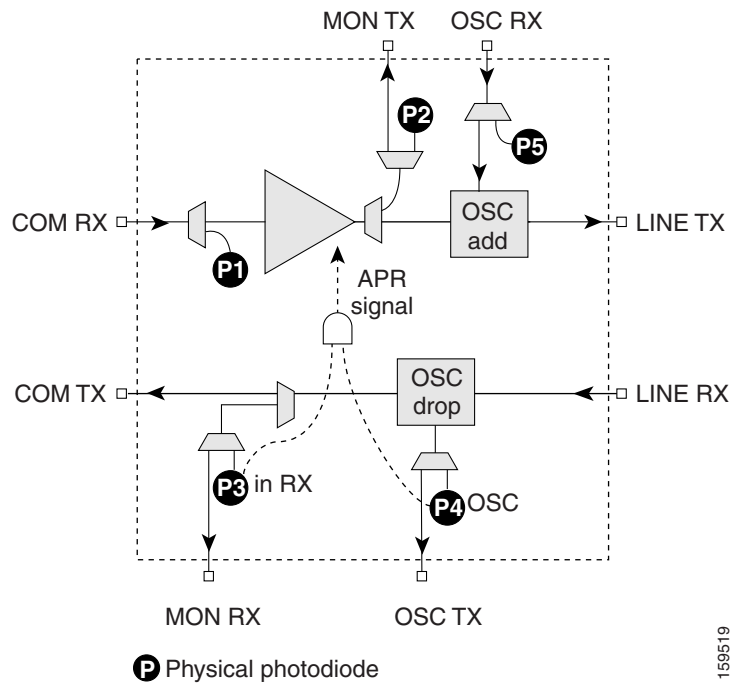 MON TX
OSC RX
P2
P5
COM RX
P1
OSC
add
LINE TX
APR
signal
COM TX
OSC
drop
LINE RX
P3
in RX
P4
OSC
MON RX
OSC TX
P
Physical photodiode
159519